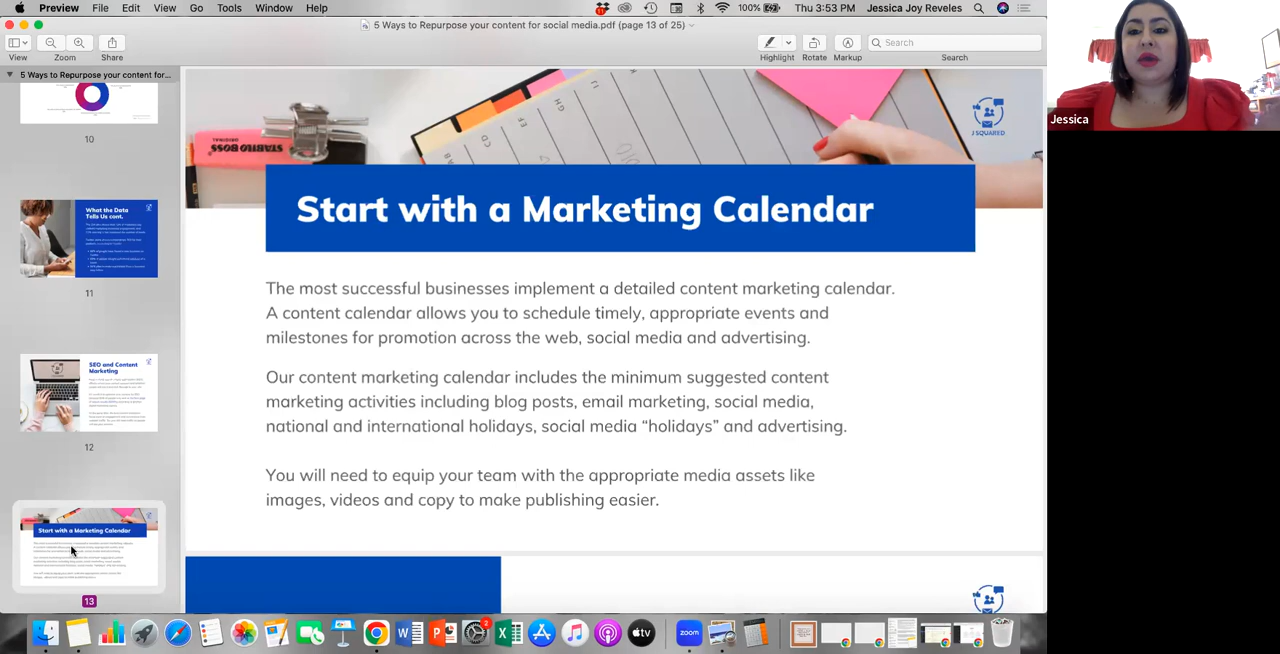 Preview File Edit View Go Tools Window Help
100% Thu 3:53 PM Jessica Joy Reveles
5 Ways to Repurpose your content for social media.pdf (page 13 of 25)
View Zoom Share
Search
Highlight Rotate Markup Search
5 Ways to Repurpose your content for...
10
What the Data
Tells Us cont.
11
SEO and Content
Marketing
12
Start with a Marketing Calendar
13
STABILO BOSS
ORIGINAL
J SQUARED
Start with a Marketing Calendar
The most successful businesses implement a detailed content marketing calendar.
A content calendar allows you to schedule timely, appropriate events and
milestones for promotion across the web, social media and advertising.
Our content marketing calendar includes the minimum suggested content
marketing activities including blog posts, email marketing, social media,
national and international holidays, social media “holidays” and advertising.
You will need to equip your team with the appropriate media assets like
images, videos and copy to make publishing easier.
Jessica
2
zoom
tv